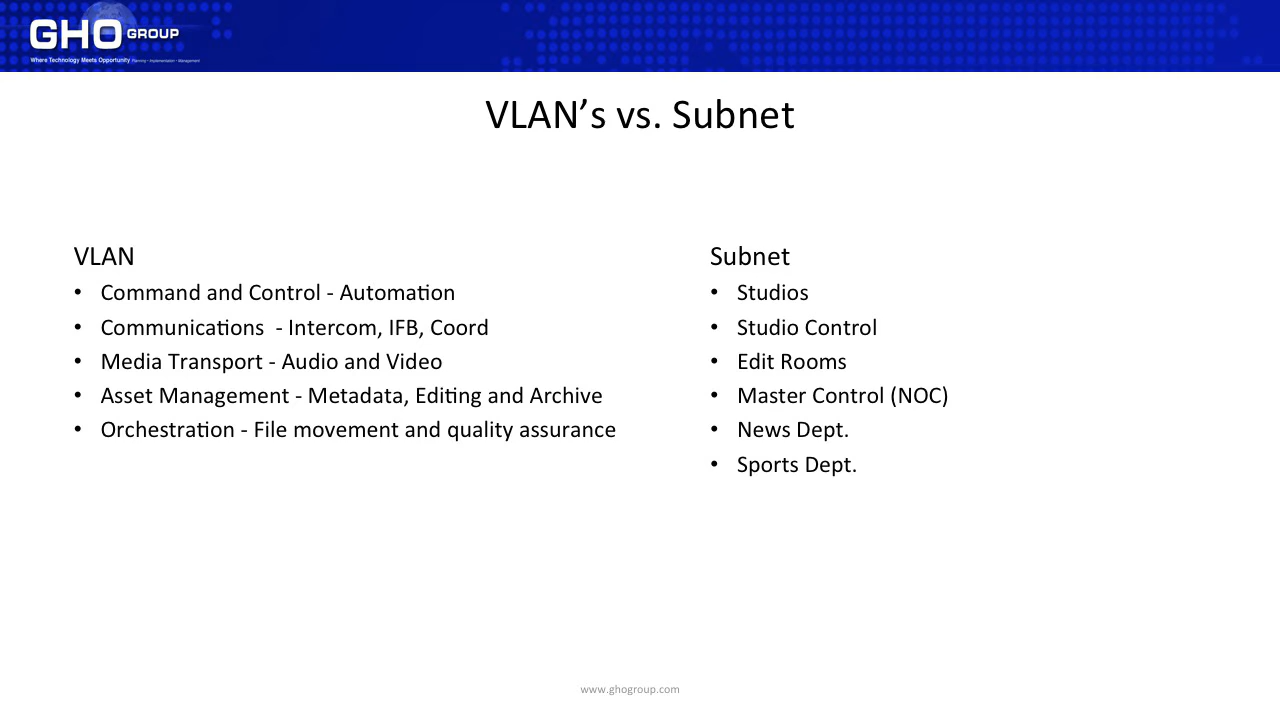 GHO GROUP
Where Technology Meets Opportunity Planning - Implementation - Management
VLAN’s vs. Subnet
VLAN
• Command and Control - Automation
• Communications  - Intercom, IFB, Coord
• Media Transport - Audio and Video
• Asset Management - Metadata, Editing and Archive
• Orchestration - File movement and quality assurance
Subnet
• Studios
• Studio Control
• Edit Rooms
• Master Control (NOC)
• News Dept.
• Sports Dept.
www.ghogroup.com